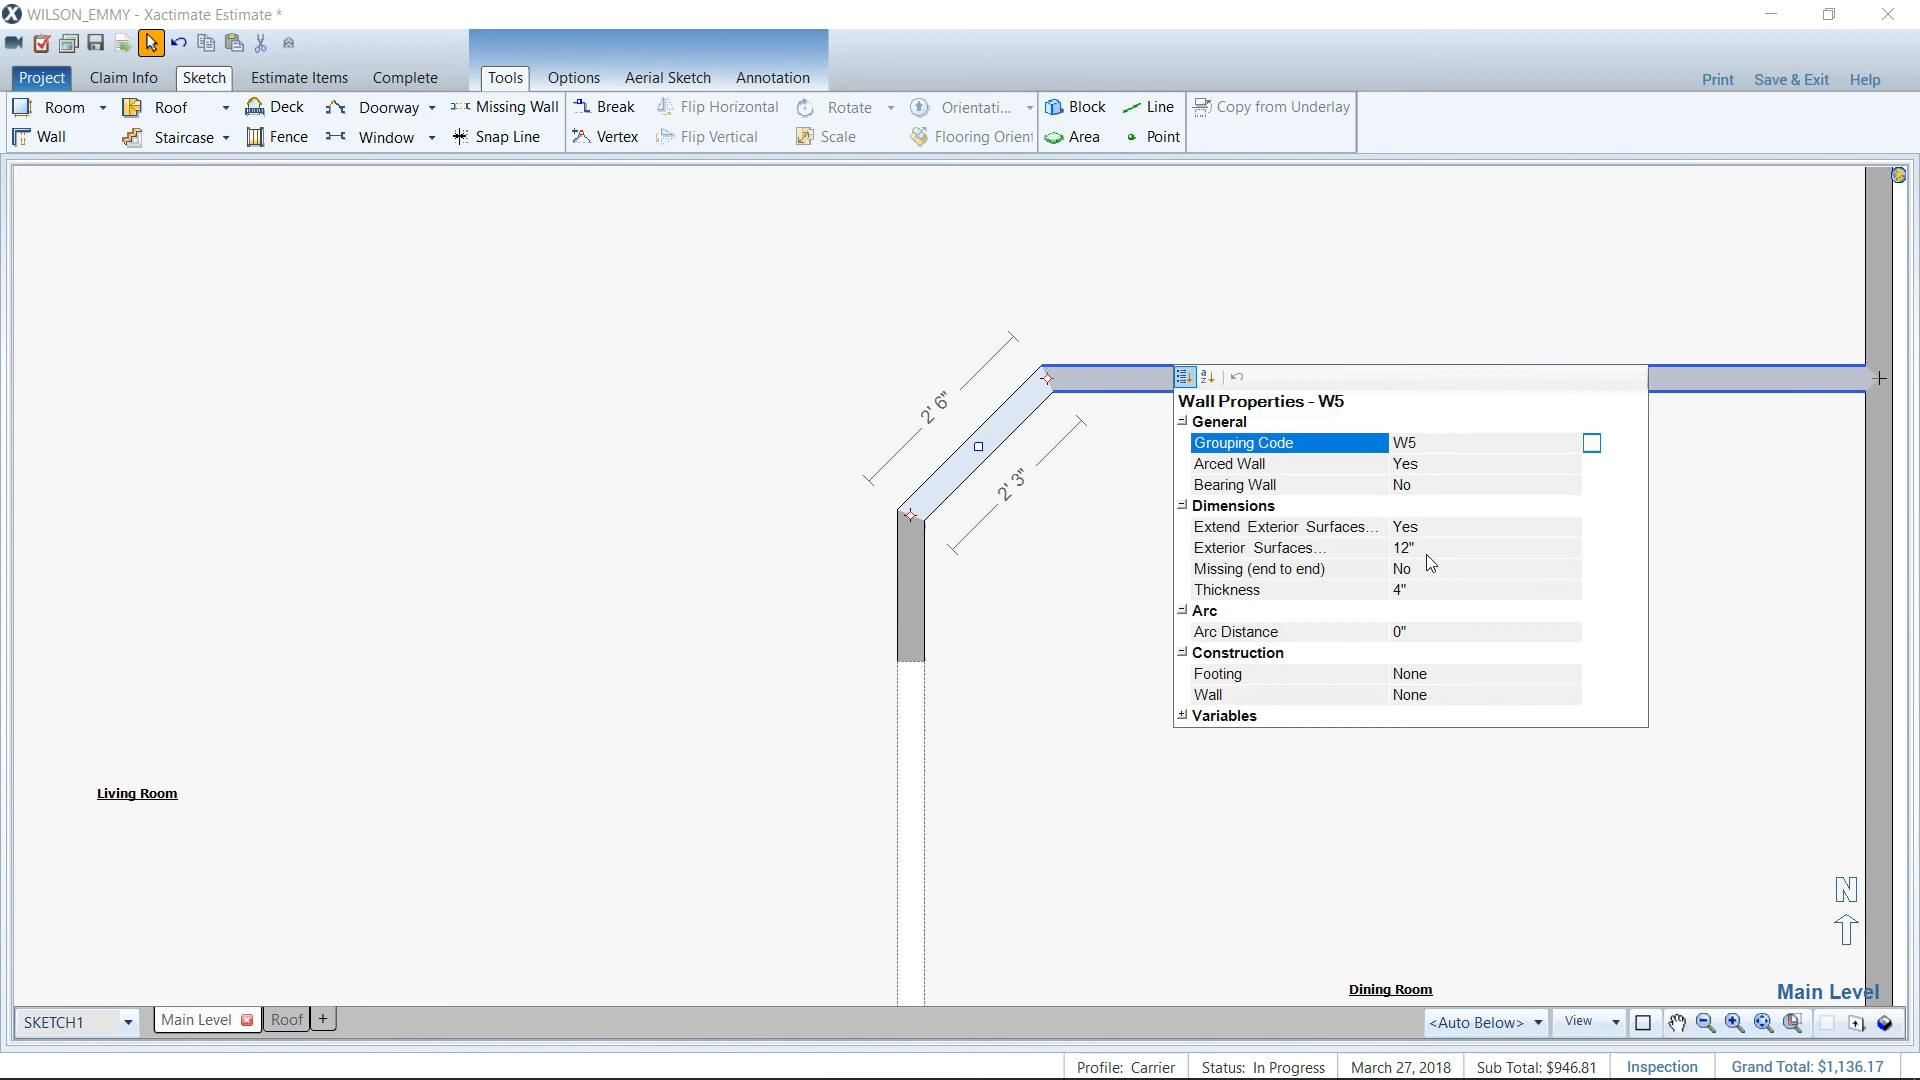 WILSON_EMMY - Xactimate Estimate *
Project Claim Info Sketch Estimate Items Complete Tools Options Aerial Sketch Annotation Print Save & Exit Help
Room Roof Deck Doorway Missing Wall Break Flip Horizontal Rotate Orientati... Block Line Copy from Underlay
Wall Staircase Fence Window Snap Line Vertex Flip Vertical Scale Flooring Orient Area Point
2' 6"
2' 3"
Wall Properties - W5
General
Grouping Code W5
Arced Wall Yes
Bearing Wall No
Dimensions
Extend Exterior Surfaces... Yes
Exterior Surfaces... 12"
Missing (end to end) No
Thickness 4"
Arc
Arc Distance 0"
Construction
Footing None
Wall None
Variables
Living Room
N
Dining Room
Main Level
SKETCH1 Main Level Roof + <Auto Below> View
Profile: Carrier Status: In Progress March 27, 2018 Sub Total: $946.81 Inspection Grand Total: $1,136.17